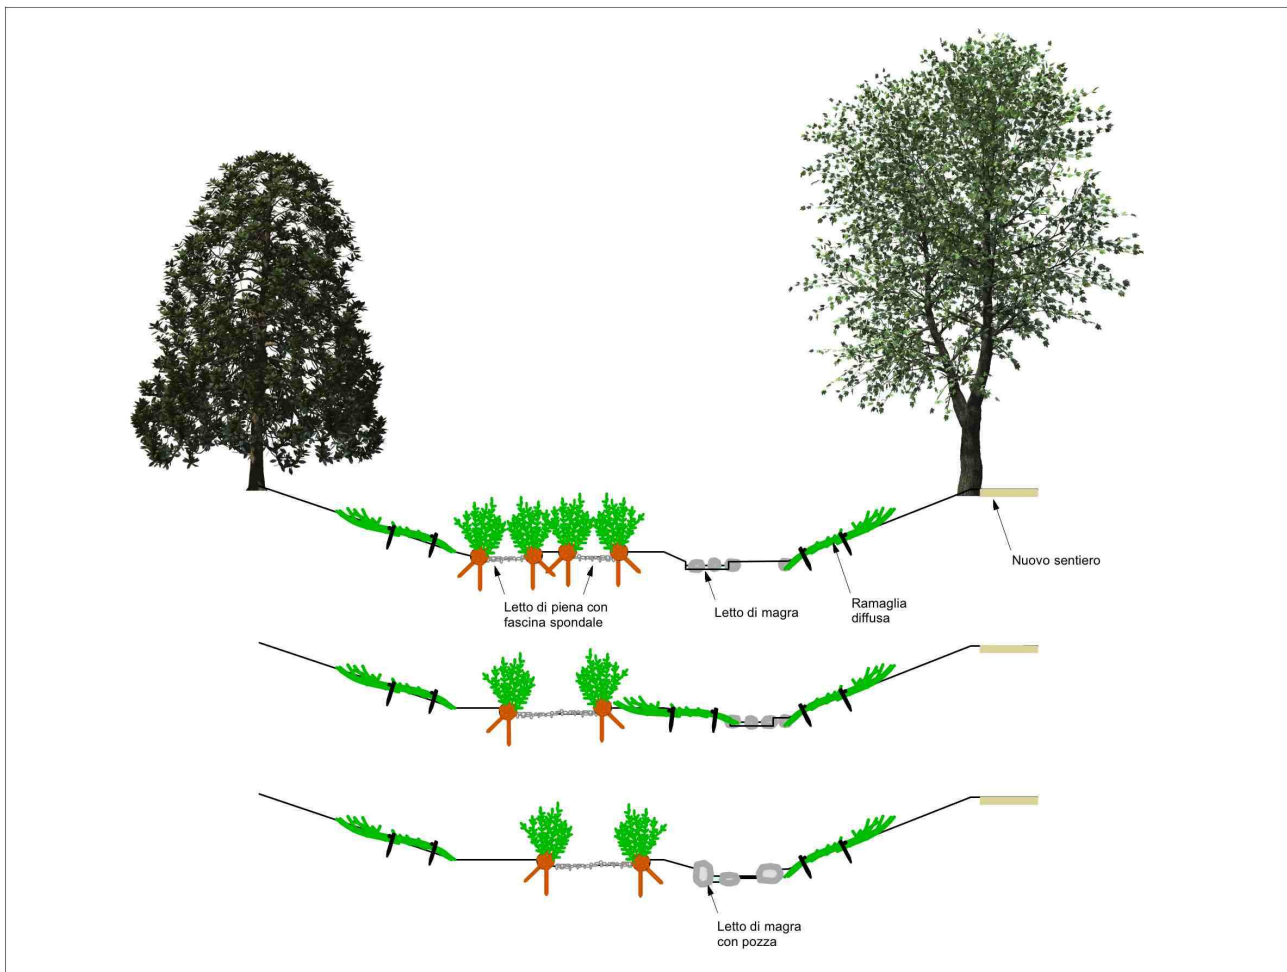 Nuovo sentiero
Letto di piena con
fascina spondale
Letto di magra
Ramaglia
diffusa
Letto di magra
con pozza